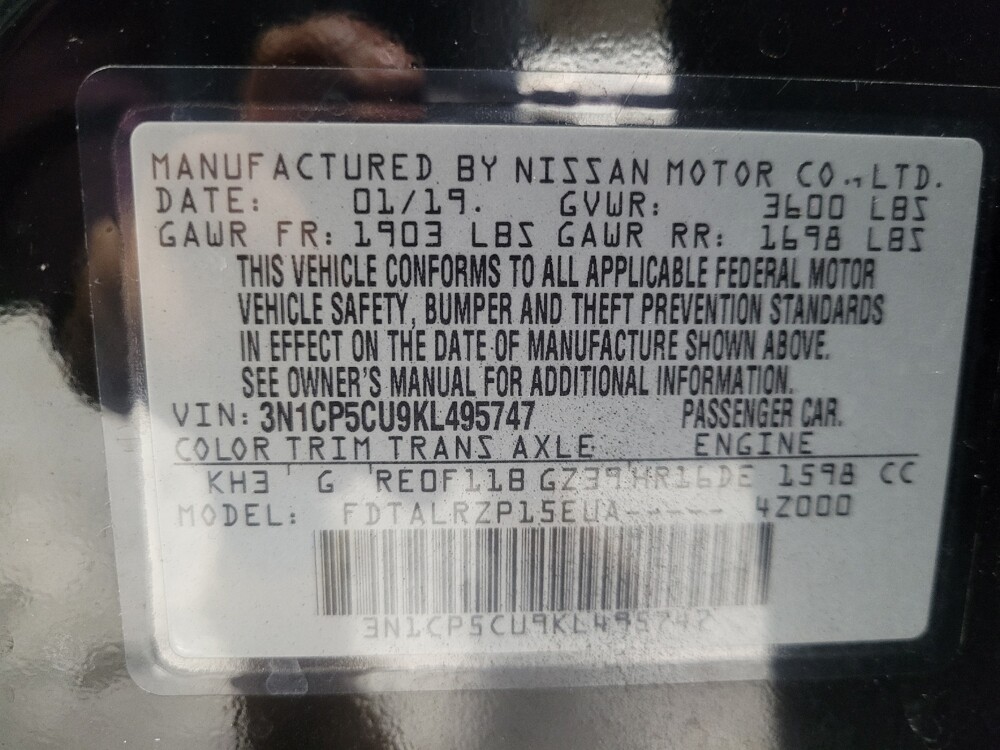 MANUFACTURED BY NISSAN MOTOR CO., LTD.
DATE: 01/19. GVWR: 3600 LBS
GAWR FR: 1903 LBS GAWR RR: 1698 LBS
THIS VEHICLE CONFORMS TO ALL APPLICABLE FEDERAL MOTOR
VEHICLE SAFETY, BUMPER AND THEFT PREVENTION STANDARDS
IN EFFECT ON THE DATE OF MANUFACTURE SHOWN ABOVE.
SEE OWNER'S MANUAL FOR ADDITIONAL INFORMATION.
VIN: 3N1CP5CU9KL495747 PASSENGER CAR.
COLOR TRIM TRANS AXLE ENGINE
KH3 G RE0F11B GZ39 HR16DE 1598 CC
MODEL: FDTALRZP15EUA----- 4Z000
3N1CP5CU9KL495747